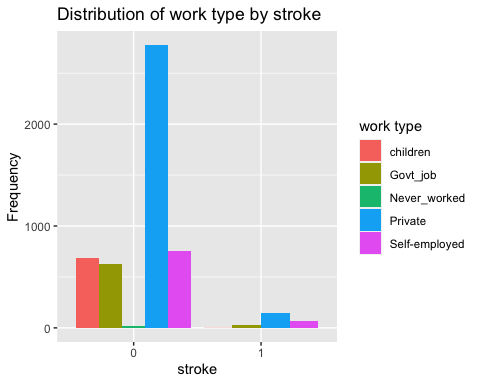 Distribution of work type by stroke
Frequency
2000
1000
0
0
1
stroke
work type
children
Govt_job
Never_worked
Private
Self-employed